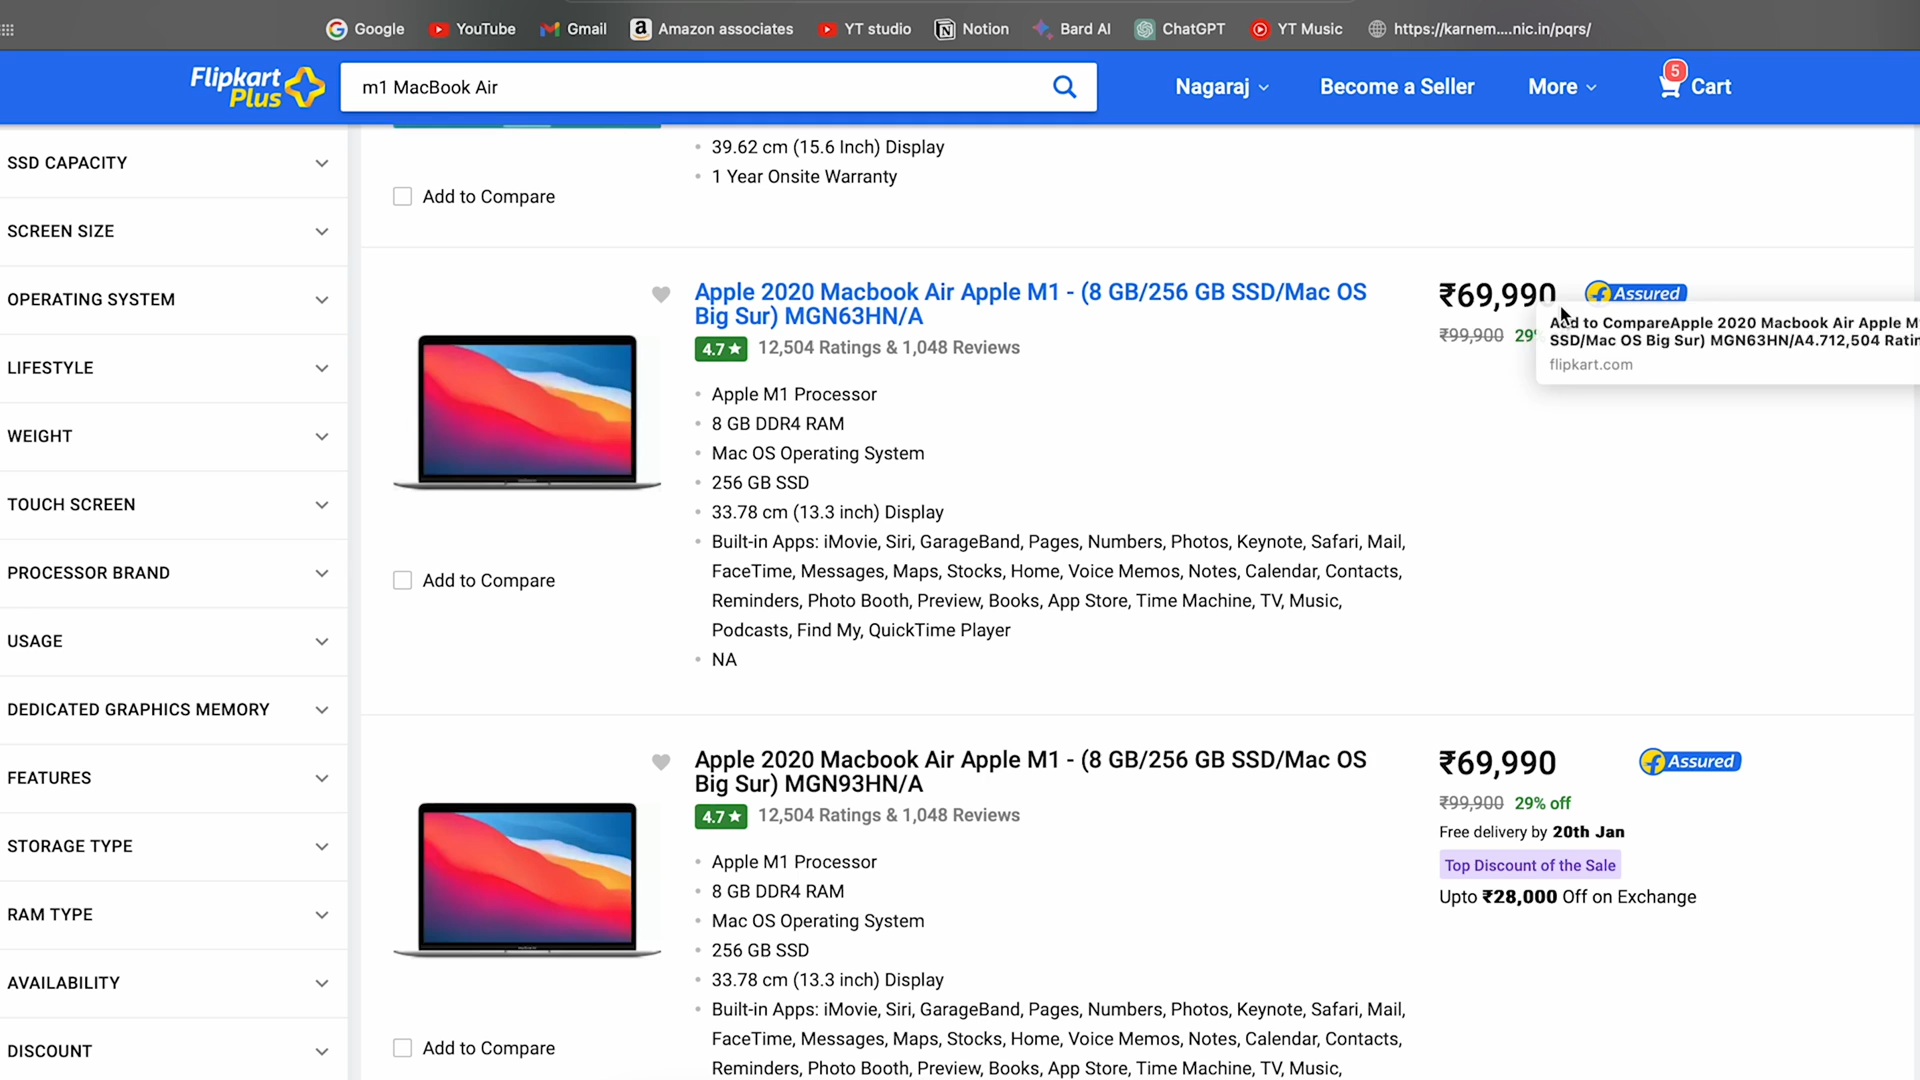 Google YouTube Gmail Amazon associates YT studio Notion Bard AI ChatGPT YT Music https://karnem....nic.in/pqrs/
Flipkart
Plus
m1 MacBook Air
Nagaraj
Become a Seller
More
5
Cart
SSD CAPACITY
SCREEN SIZE
OPERATING SYSTEM
LIFESTYLE
WEIGHT
TOUCH SCREEN
PROCESSOR BRAND
USAGE
DEDICATED GRAPHICS MEMORY
FEATURES
STORAGE TYPE
RAM TYPE
AVAILABILITY
DISCOUNT
39.62 cm (15.6 Inch) Display
1 Year Onsite Warranty
Add to Compare
Apple 2020 Macbook Air Apple M1 - (8 GB/256 GB SSD/Mac OS
Big Sur) MGN63HN/A
4.7★ 12,504 Ratings & 1,048 Reviews
Apple M1 Processor
8 GB DDR4 RAM
Mac OS Operating System
256 GB SSD
33.78 cm (13.3 inch) Display
Built-in Apps: iMovie, Siri, GarageBand, Pages, Numbers, Photos, Keynote, Safari, Mail,
FaceTime, Messages, Maps, Stocks, Home, Voice Memos, Notes, Calendar, Contacts,
Reminders, Photo Booth, Preview, Books, App Store, Time Machine, TV, Music,
Podcasts, Find My, QuickTime Player
NA
Add to Compare
₹69,990
Assured
₹99,900 29%
Add to CompareApple 2020 Macbook Air Apple M
SSD/Mac OS Big Sur) MGN63HN/A4.712,504 Ratin
flipkart.com
Apple 2020 Macbook Air Apple M1 - (8 GB/256 GB SSD/Mac OS
Big Sur) MGN93HN/A
4.7★ 12,504 Ratings & 1,048 Reviews
Apple M1 Processor
8 GB DDR4 RAM
Mac OS Operating System
256 GB SSD
33.78 cm (13.3 inch) Display
Built-in Apps: iMovie, Siri, GarageBand, Pages, Numbers, Photos, Keynote, Safari, Mail,
FaceTime, Messages, Maps, Stocks, Home, Voice Memos, Notes, Calendar, Contacts,
Reminders, Photo Booth, Preview, Books, App Store, Time Machine, TV, Music,
Add to Compare
₹69,990
Assured
₹99,900 29% off
Free delivery by 20th Jan
Top Discount of the Sale
Upto ₹28,000 Off on Exchange